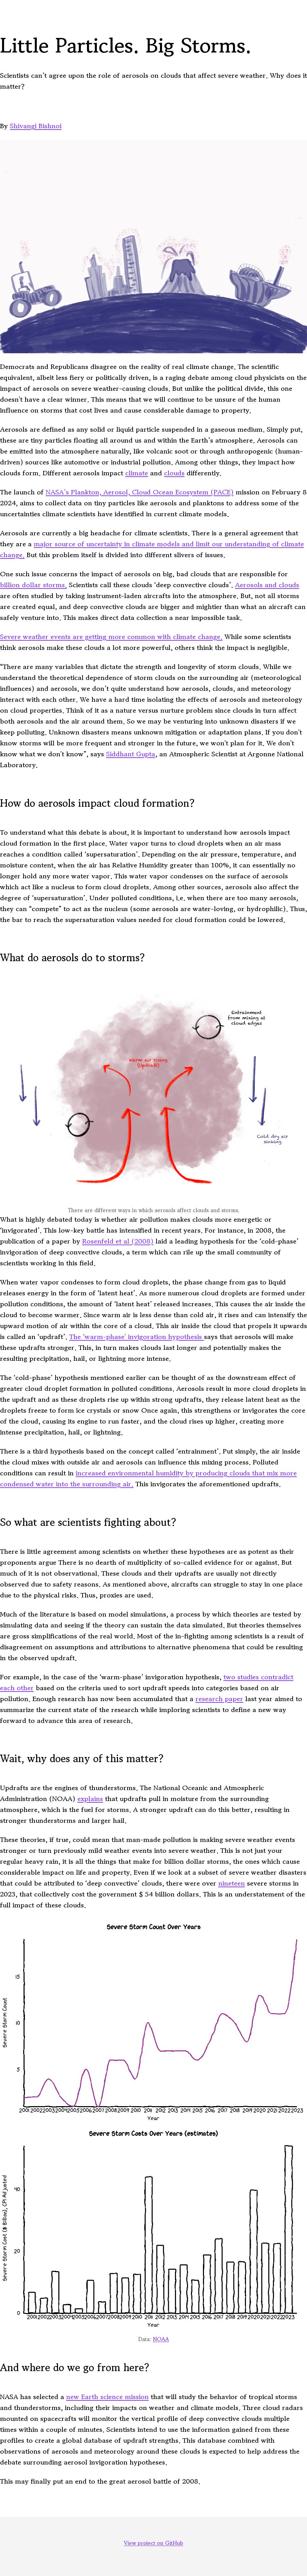 Little Particles. Big Storms.
Scientists can't agree upon the role of aerosols on clouds that affect severe weather. Why does it
matter?
By Shivangi Bishnoi
Democrats and Republicans disagree on the reality of real climate change. The scientific
equivalent, albeit less fiery or politically driven, is a raging debate among cloud physicists on the
impact of aerosols on severe weather-causing clouds. But unlike the political divide, this one
doesn't have a clear winner. This means that we will continue to be unsure of the human
influence on storms that cost lives and cause extensive damage to property.
Aerosols are defined as any solid or liquid particle suspended in a gaseous medium. Simply put, they
are tiny particles floating all around us and within the Earth's atmosphere. Aerosols can enter
the atmosphere both naturally, like volcanic eruptions, and through anthropogenic (human-
driven) sources like automotive or industrial pollution. Among other things, they impact how
clouds form. Different aerosols impact climate and clouds differently.
The launch of NASA's Plankton, Aerosol, Cloud Ocean Ecosystem (PACE) mission on February 8
2024, aims to collect data on tiny particles like aerosols and plankton to address some of the
uncertainties climate scientists have identified in current climate models.
Aerosols are currently a big headache for climate scientists. There is a general agreement that
they are a major source of uncertainty in climate models and limit our understanding of climate
change. But this problem itself is divided into different slivers of issues.
One such issue concerns the impact of aerosols on big, boisterous clouds that are responsible for
billion dollar storms. Scientists call these clouds 'deep convective clouds'. Aerosols and clouds
are often studied by taking instrument-laden aircrafts out in the atmosphere. But, not all storms
are created equal, and deep convective clouds are bigger and mightier than most aircraft can
safely venture into. This makes studying these clouds a difficult and intricate task.
Severe weather events are getting more common with climate change. While some scientists
think aerosols make these clouds a lot more powerful, others think the impact is negligible.
"There are many variables that dictate the strength and longevity of storm clouds. While we
understand the theoretical dependence of storm clouds on their surrounding air (meteorological
influences) and aerosols, we don't quite understand how aerosols, clouds, and meteorology
interact with each other. We have a hard time isolating the effects of aerosols and meteorology
on cloud properties. Think of it as a nature versus nurture problem since clouds in turn affect
both aerosols and the air around them. So we may be venturing into unknown disasters if we
keep polluting. Unknown disasters mean unknown mitigation or adaptation plans. If you don't
know storms will be more frequent and stronger in the future, we won't plan for it. We don't
know what we don't know", says Siddhant Gupta, an Atmospheric Scientist at Argonne National
Laboratory.
How do aerosols impact cloud formation?
To understand what this debate is about, it is important to understand how aerosols impact
cloud formation in the first place. Water vapor turns to cloud droplets when an air mass
reaches a condition called 'supersaturation'. Depending on the air pressure, temperature, and
moisture content, when the air has Relative Humidity greater than 100%, it can essentially no
longer hold any more water vapor. This water vapor condenses on the surface of aerosols
which act like a nucleus to form cloud droplets. Among other sources, aerosols also affect the
degree of 'supersaturation'. Under polluted conditions, i.e. when there are too many aerosols,
they can "compete" to act as the nucleus (some aerosols are water-loving, or hydrophilic). Thus,
the bar to reach the supersaturation values needed for cloud formation could be lowered.
What do aerosols do to storms?
Entrainment
from mixing at
cloud edges
Warm air rising
(Updraft)
Cold dry air
sinking
There are different ways in which aerosols affect clouds and storms.
What is highly debated today is whether air pollution makes clouds more energetic or
'invigorated'. This low-key battle has intensified in recent years. For instance, in 2008, the
publication of a paper by Rosenfeld et al (2008) laid a leading hypothesis for the 'cold-phase'
invigoration of deep convective clouds, a term which can rile up the small community of
scientists working in this field.
When water vapor condenses to form cloud droplets, the phase change from gas to liquid
releases energy in the form of 'latent heat'. As more cloud droplets are formed under more
pollution conditions, the amount of 'latent heat' released increases. This causes the air inside the
cloud to become warmer. Since warm air is less dense than cold air, it rises and can intensify the
upward motion of air within the core of a cloud. This air inside the cloud that propels it upwards
is called an 'updraft'. The 'warm-phase' invigoration hypothesis says that aerosols will make
these updrafts stronger. This, in turn, can make clouds last longer and eventually enhance the
resulting precipitation, hail, or lightning more intense.
The 'cold-phase' hypothesis mentioned earlier can be thought of as the downstream effect of
greater cloud droplet formation in polluted conditions. Aerosol pollution results in more droplets in
the updraft and as these droplets rise up within strong updrafts, they release latent heat as the
droplets freeze to form ice crystals or snow. Once again, this strengthens or invigorates the core
of the cloud, causing its engine to run faster, and the cloud rises up higher, creating more
intense precipitation, hail, or lightning.
There is a third hypothesis based on the concept called 'entrainment'. Put simply, the air inside
the cloud mixes with outside air, and aerosols can influence this mixing process. Polluted
conditions can result in increased environmental humidity by producing clouds that mix more
condensed water into the surrounding air. This invigorates the aforementioned updrafts.
So what are scientists fighting about?
There is little agreement among scientists on whether these hypotheses are as potent as their
proponents argue There is no dearth of multiplicity of so-called evidence for or against. But
much of it is not observational. These clouds and their updrafts are usually not directly
observed due to safety reasons. As mentioned above, aircrafts can struggle to stay in one place
due to the physical risks. Thus, proxies are used.
Much of the literature is based on model simulations, a process by which theories are tested by
simulating data and seeing if the theory can sustain the data simulated. But theories themselves
are gross simplifications of the real world. Most of the in-fighting among scientists is a result of
disagreement on assumptions and attributions to alternative phenomena that could be resulting
in the observed updraft.
For example, in the case of the 'warm-phase' invigoration hypothesis, two studies contradict
each other based on the criteria used to sort updraft speeds into categories based on air
pollution. Enough research has now been accumulated that a research paper last year aimed to
summarize the current state of the research while imploring scientists to define a new way
forward to advance this area of research.
Wait, why does any of this matter?
Updrafts are the engines of thunderstorms. The National Oceanic and Atmospheric
Administration (NOAA) explains that updrafts pull in moisture from the surrounding
atmosphere, which is the fuel for storms. A stronger updraft can do this better, resulting in
stronger thunderstorms and larger hail.
These theories, if true, could mean that man-made pollution is making severe weather events
stronger or turn previously mild weather events into severe weather. This is not just your
regular heavy rain, it is all the things that make for billion dollar storms, the ones which cause
considerable impact on life and property. Even if we look at a subset of severe weather disasters
that could be attributed to 'deep convective' clouds, there were over nineteen severe storms in
2023, that collectively cost the government $ 54 billion dollars. This is an understatement of the
full impact of these clouds.
Severe Storm Count Over Years
Severe Storm Count
15
10
5
Year
Severe Storm Costs Over Years (estimates)
Severe Storm Cost ($ Billion), CPI Adjusted
40
20
0
Year
Data: NOAA
And where do we go from here?
NASA has selected a new Earth science mission that will study the behavior of tropical storms
and thunderstorms, including their impacts on weather and climate models. Three cloud radars
mounted on spacecrafts will monitor the vertical profile of deep convective clouds multiple
times within a couple of minutes. Scientists intend to use the information gained from these
profiles to create a global database of updraft strengths. This database combined with
observations of aerosols and meteorology around these clouds is expected to help address the
debate surrounding aerosol invigoration hypotheses.
This may finally put an end to the great aerosol battle of 2008.
View project on GitHub